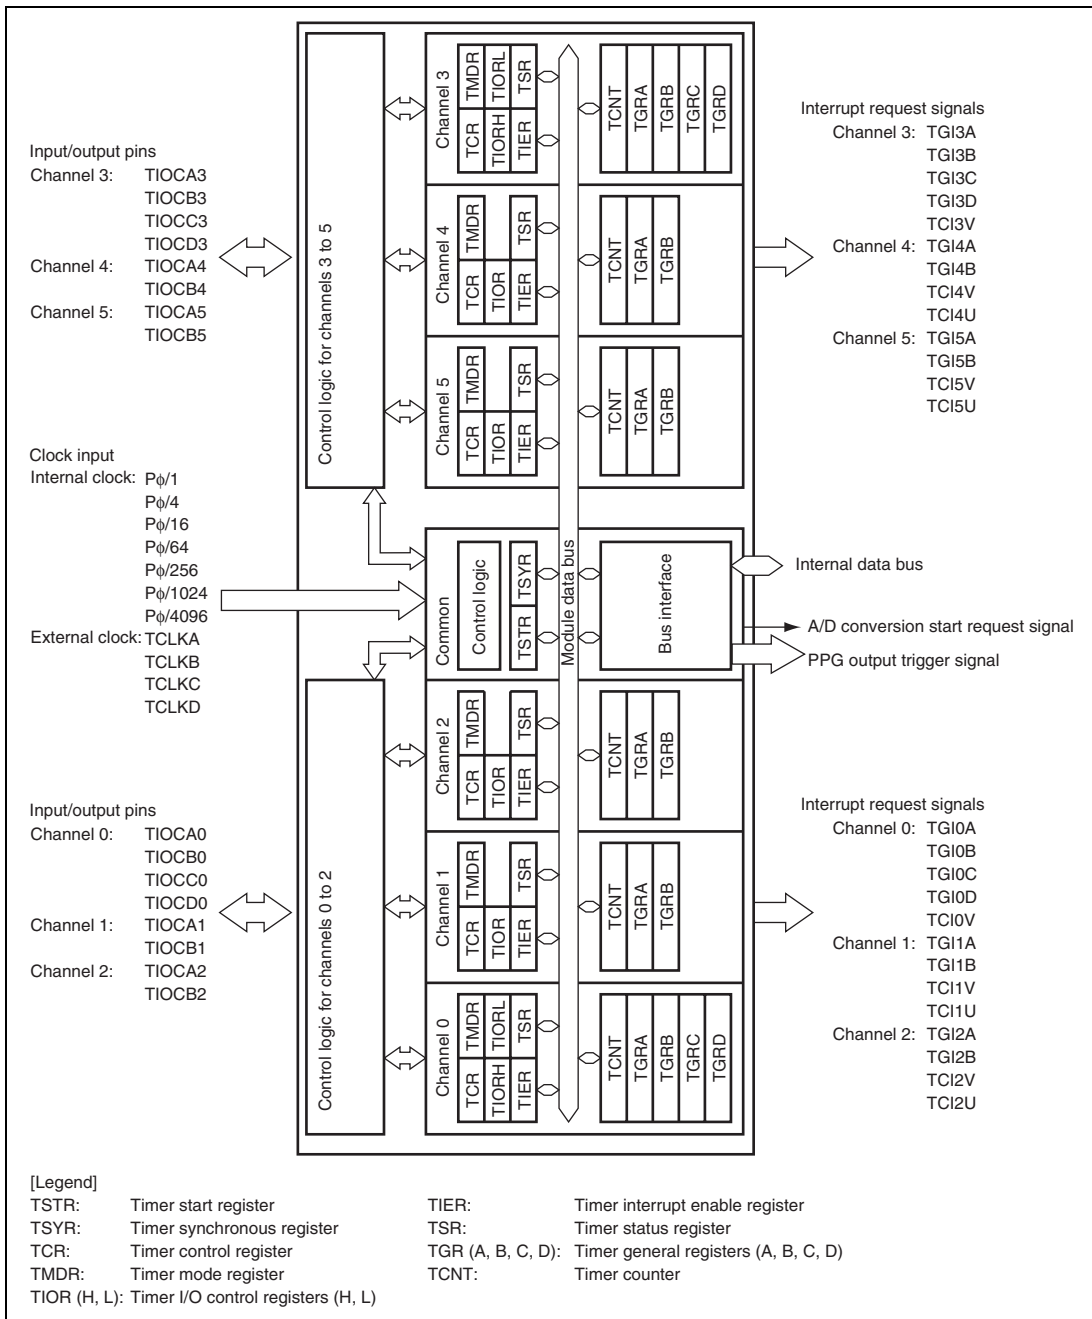 Input/output pins
Channel 3: TIOCA3
TIOCB3
TIOCC3
TIOCD3
Channel 4: TIOCA4
TIOCB4
Channel 5: TIOCA5
TIOCB5
Clock input
Internal clock: Pφ/1
Pφ/4
Pφ/16
Pφ/64
Pφ/256
Pφ/1024
Pφ/4096
External clock: TCLKA
TCLKB
TCLKC
TCLKD
Input/output pins
Channel 0: TIOCA0
TIOCB0
TIOCC0
TIOCD0
Channel 1: TIOCA1
TIOCB1
Channel 2: TIOCA2
TIOCB2
Control logic for channels 3 to 5
Control logic for channels 0 to 2
Channel 3
TCR TMDR
TIORH TIORL
TIER TSR
TCNT
TGRA
TGRB
TGRC
TGRD
Channel 4
TCR TMDR
TIOR
TIER TSR
TCNT
TGRA
TGRB
Channel 5
TCR TMDR
TIOR
TIER TSR
TCNT
TGRA
TGRB
Common
Control logic
TSTR TSYR
Module data bus
Bus interface
Channel 2
TCR TMDR
TIOR
TIER TSR
TCNT
TGRA
TGRB
Channel 1
TCR TMDR
TIOR
TIER TSR
TCNT
TGRA
TGRB
Channel 0
TCR TMDR
TIORH TIORL
TIER TSR
TCNT
TGRA
TGRB
TGRC
TGRD
Interrupt request signals
Channel 3: TGI3A
TGI3B
TGI3C
TGI3D
TCI3V
Channel 4: TGI4A
TGI4B
TCI4V
TCI4U
Channel 5: TGI5A
TGI5B
TCI5V
TCI5U
Internal data bus
A/D conversion start request signal
PPG output trigger signal
Interrupt request signals
Channel 0: TGI0A
TGI0B
TGI0C
TGI0D
TCI0V
Channel 1: TGI1A
TGI1B
TCI1V
TCI1U
Channel 2: TGI2A
TGI2B
TCI2V
TCI2U
[Legend]
TSTR: Timer start register
TSYR: Timer synchronous register
TCR: Timer control register
TMDR: Timer mode register
TIOR (H, L): Timer I/O control registers (H, L)
TIER: Timer interrupt enable register
TSR: Timer status register
TGR (A, B, C, D): Timer general registers (A, B, C, D)
TCNT: Timer counter